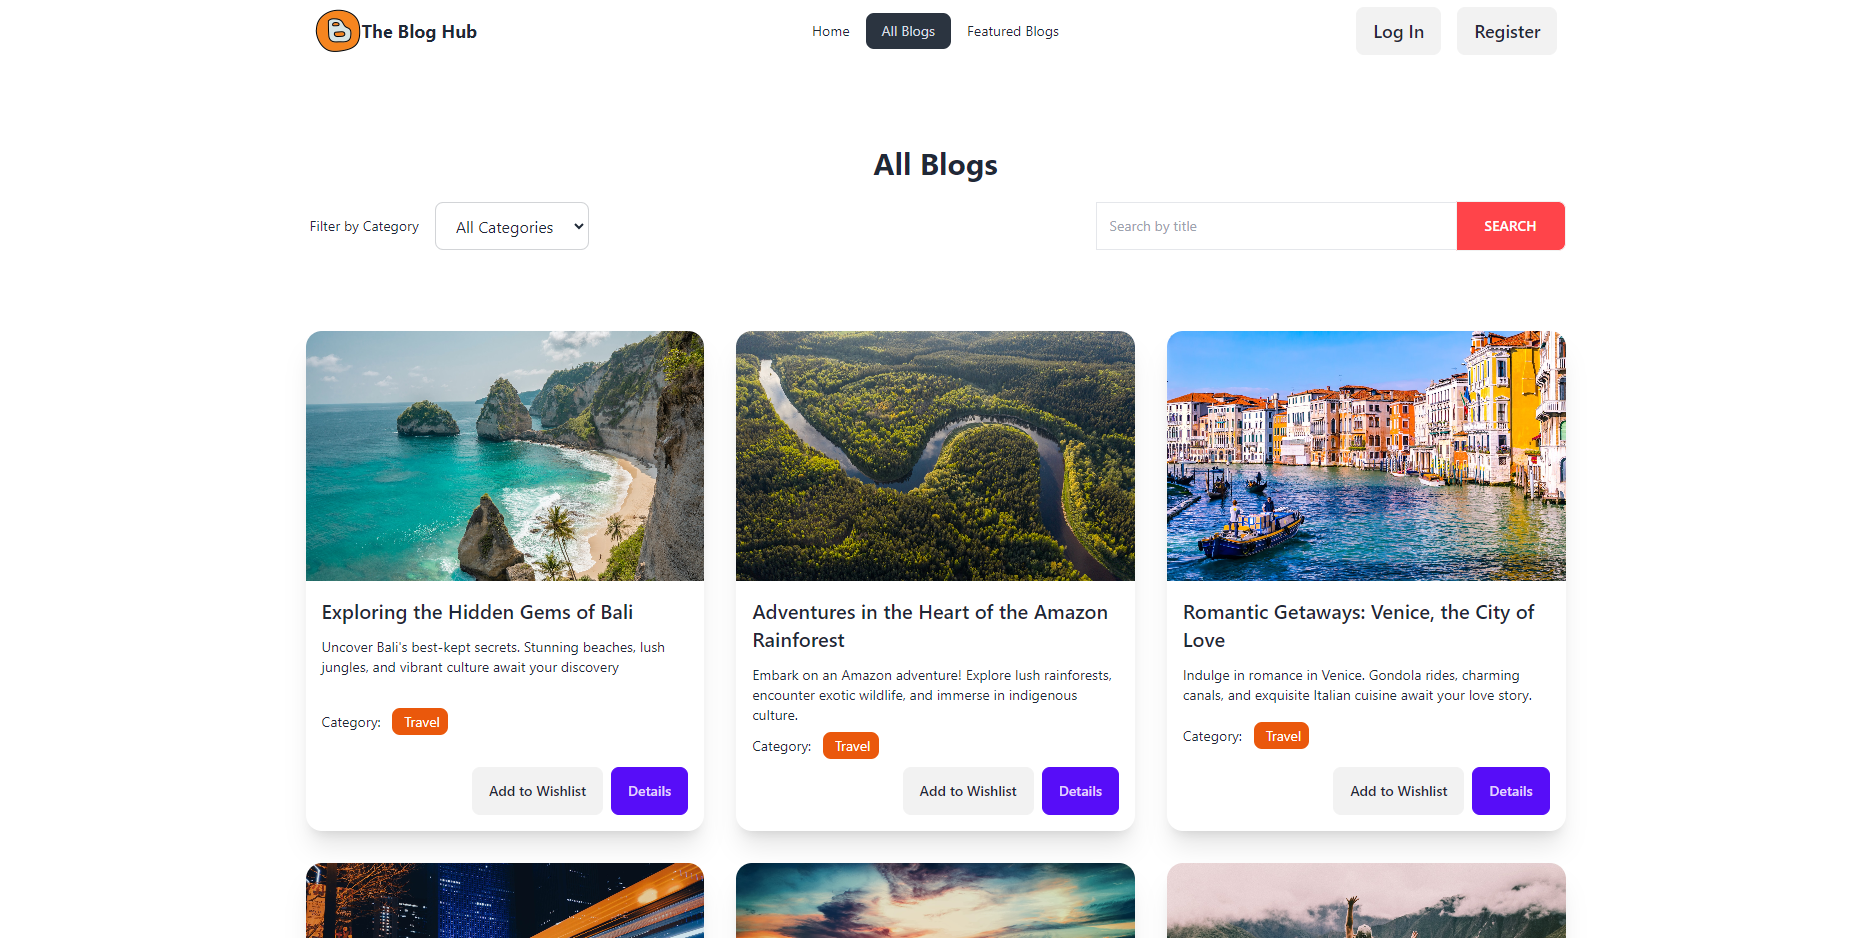 The Blog Hub
Home
All Blogs
Featured Blogs
Log In
Register
All Blogs
Filter by Category
All Categories
Search by title
SEARCH
Exploring the Hidden Gems of Bali
Uncover Bali's best-kept secrets. Stunning beaches, lush
jungles, and vibrant culture await your discovery
Category:
Travel
Add to Wishlist
Details
Adventures in the Heart of the Amazon
Rainforest
Embark on an Amazon adventure! Explore lush rainforests,
encounter exotic wildlife, and immerse in indigenous
culture.
Category:
Travel
Add to Wishlist
Details
Romantic Getaways: Venice, the City of
Love
Indulge in romance in Venice. Gondola rides, charming
canals, and exquisite Italian cuisine await your love story.
Category:
Travel
Add to Wishlist
Details